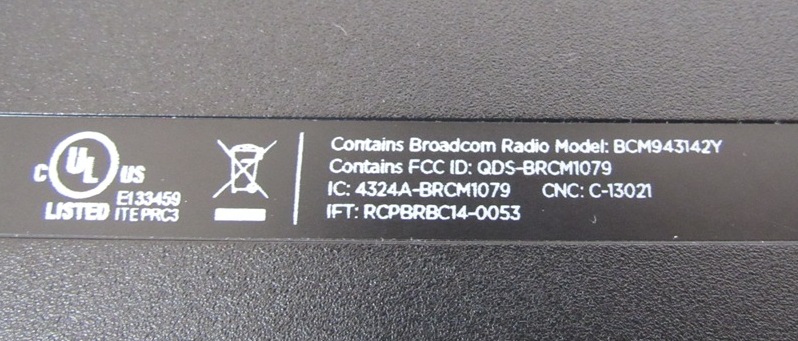 C UL US
LISTED
E133459
ITE PRC3
Contains Broadcom Radio Model: BCM943142Y
Contains FCC ID: QDS-BRCM1079
IC: 4324A-BRCM1079 CNC: C-13021
IFT: RCPBRBC14-0053